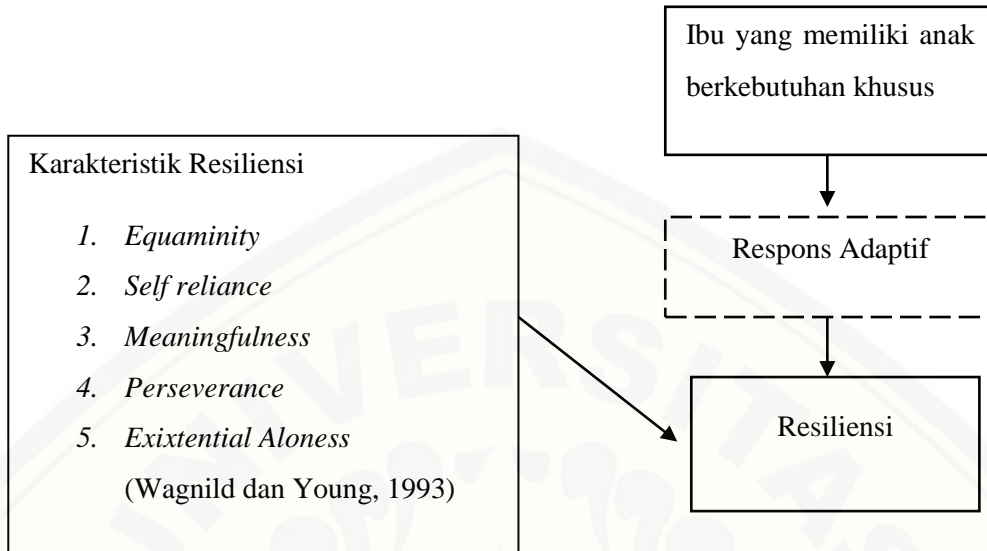 Ibu yang memiliki anak
berkebutuhan khusus
Karakteristik Resiliensi
1. Equaminity
2. Self reliance
3. Meaningfulness
4. Perseverance
5. Exixtential Aloness
(Wagnild dan Young, 1993)
Respons Adaptif
Resiliensi
UNIVERSITAS